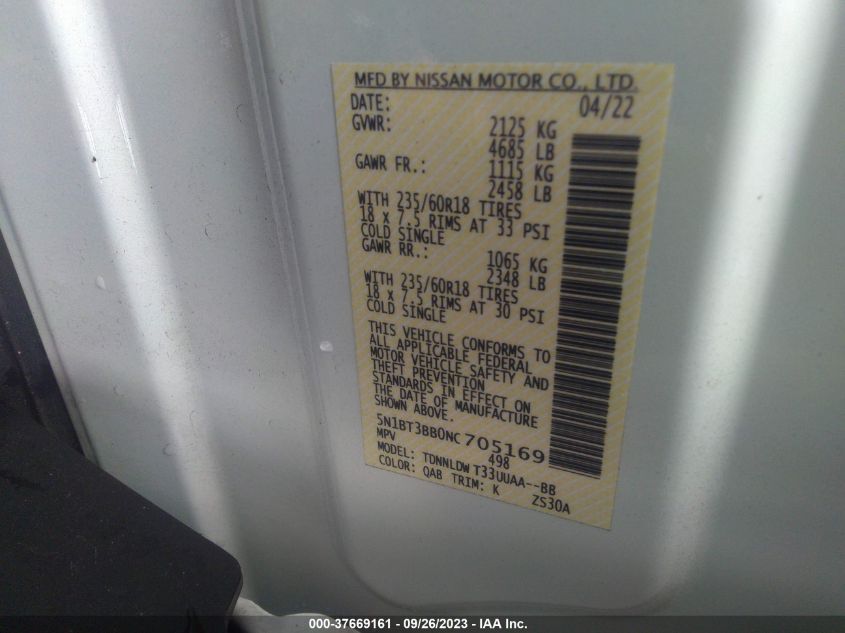 MFD BY NISSAN MOTOR CO., LTD.
DATE: 04/22
GVWR: 2125 KG
4685 LB
GAWR FR.: 1115 KG
2458 LB
WITH 235/60R18 TIRES
18 x 7.5 RIMS AT 33 PSI
COLD SINGLE
GAWR RR.: 1065 KG
2348 LB
WITH 235/60R18 TIRES
18 x 7.5 RIMS AT 30 PSI
COLD SINGLE
THIS VEHICLE CONFORMS TO
ALL APPLICABLE FEDERAL
MOTOR VEHICLE SAFETY AND
THEFT PREVENTION
STANDARDS IN EFFECT ON
THE DATE OF MANUFACTURE
SHOWN ABOVE.
5N1BT3BB0NC705169
MPV 498
MODEL: TDNNLDW T33UUAA--BB
COLOR: QAB TRIM: K ZS30A
000-37669161 - 09/26/2023 - IAA Inc.